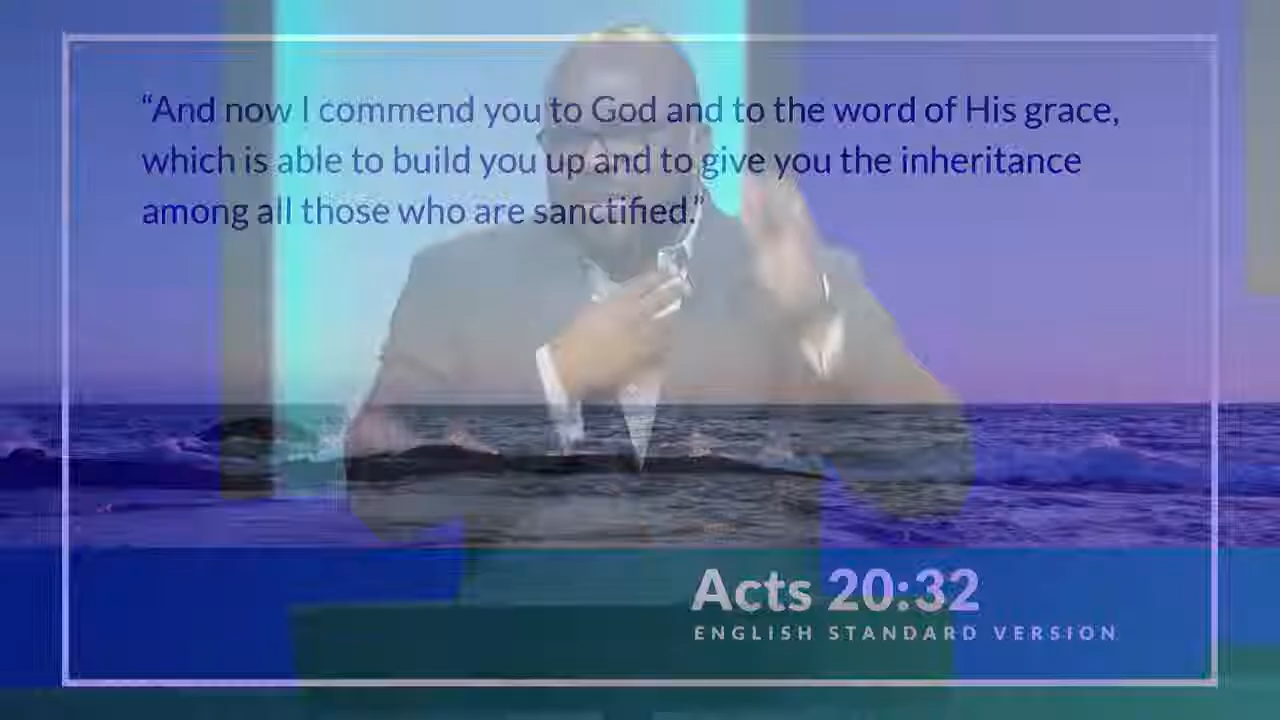 “And now I commend you to God and to the word of His grace,
which is able to build you up and to give you the inheritance
among all those who are sanctified.”
Acts 20:32
ENGLISH STANDARD VERSION